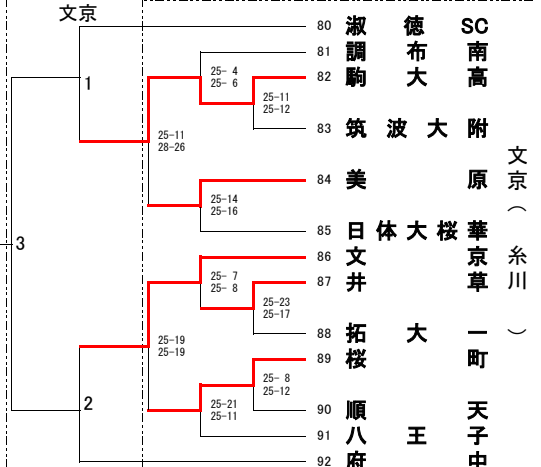 文京
80 淑徳SC
81 調布南
25- 4
25- 6
82 駒大高
1
25-11
25-12
83 筑波大附
25-11
28-26
84 美原
25-14
25-16
85 日体大桜華
3
86 文京
25- 7
25- 8
87 井草
25-23
25-17
88 拓大一
25-19
25-19
89 桜町
25- 8
25-12
2
25-21
25-11
90 順天
91 八王子
92 府中
文京（糸川）